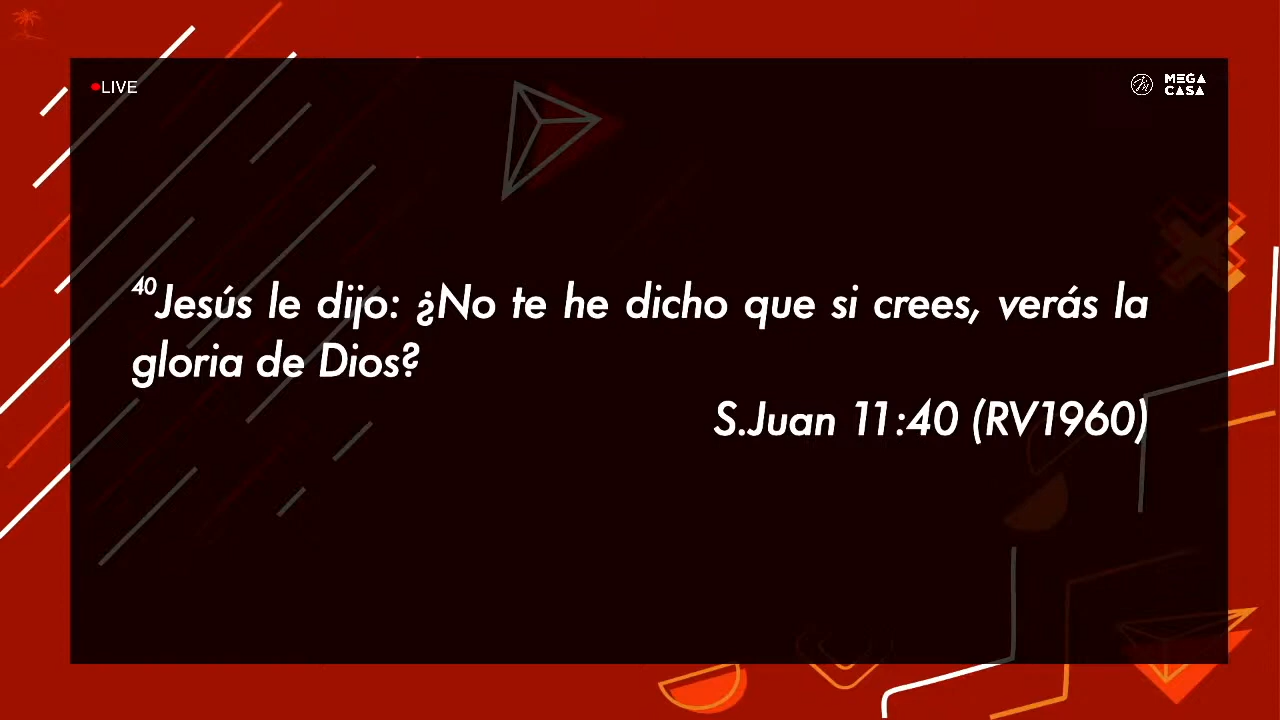 LIVE
MEGA
CASA
40Jesús le dijo: ¿No te he dicho que si crees, verás la
gloria de Dios?
S.Juan 11:40 (RV1960)